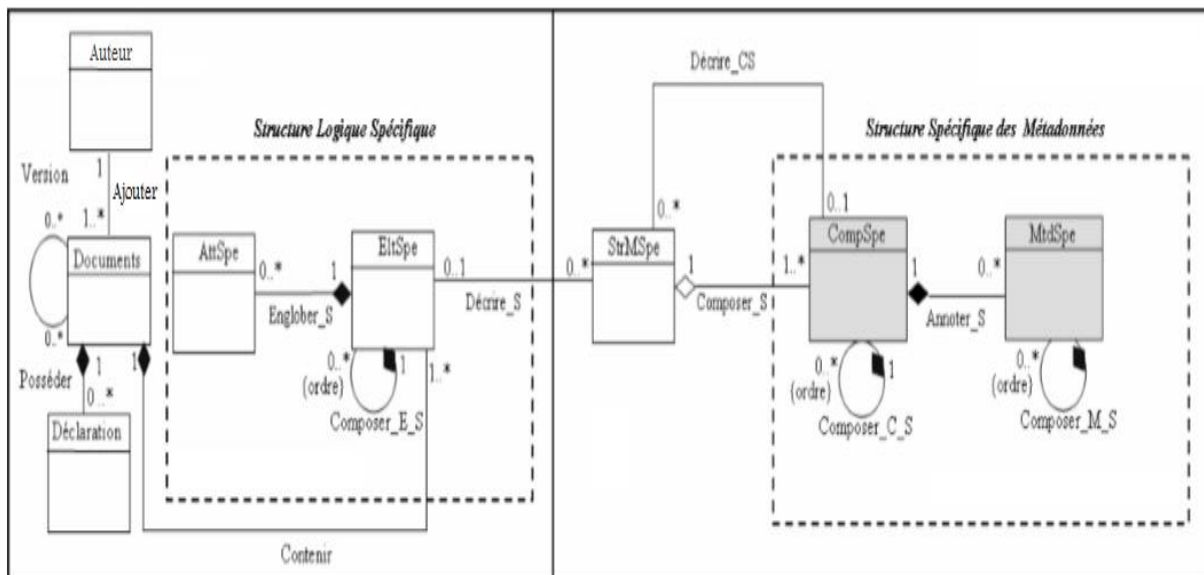 Auteur
Version
1
Ajouter
1..*
0..*
Documents
0..*
Posséder
1
1
0..*
Déclaration
Contenir
Structure Logique Spécifique
AttSpe
0..*
Englober_S
1
EltSpe
0..1
Décrire_S
0..*
(ordre)
1
1..*
Composer_E_S
Décrire_CS
0..*
0..1
0..*
StrMSpe
1
Composer_S
1..*
Structure Spécifique des Métadonnées
CompSpe
1
Annoter_S
0..*
MtdSpe
0..*
(ordre)
1
Composer_C_S
0..*
(ordre)
1
Composer_M_S